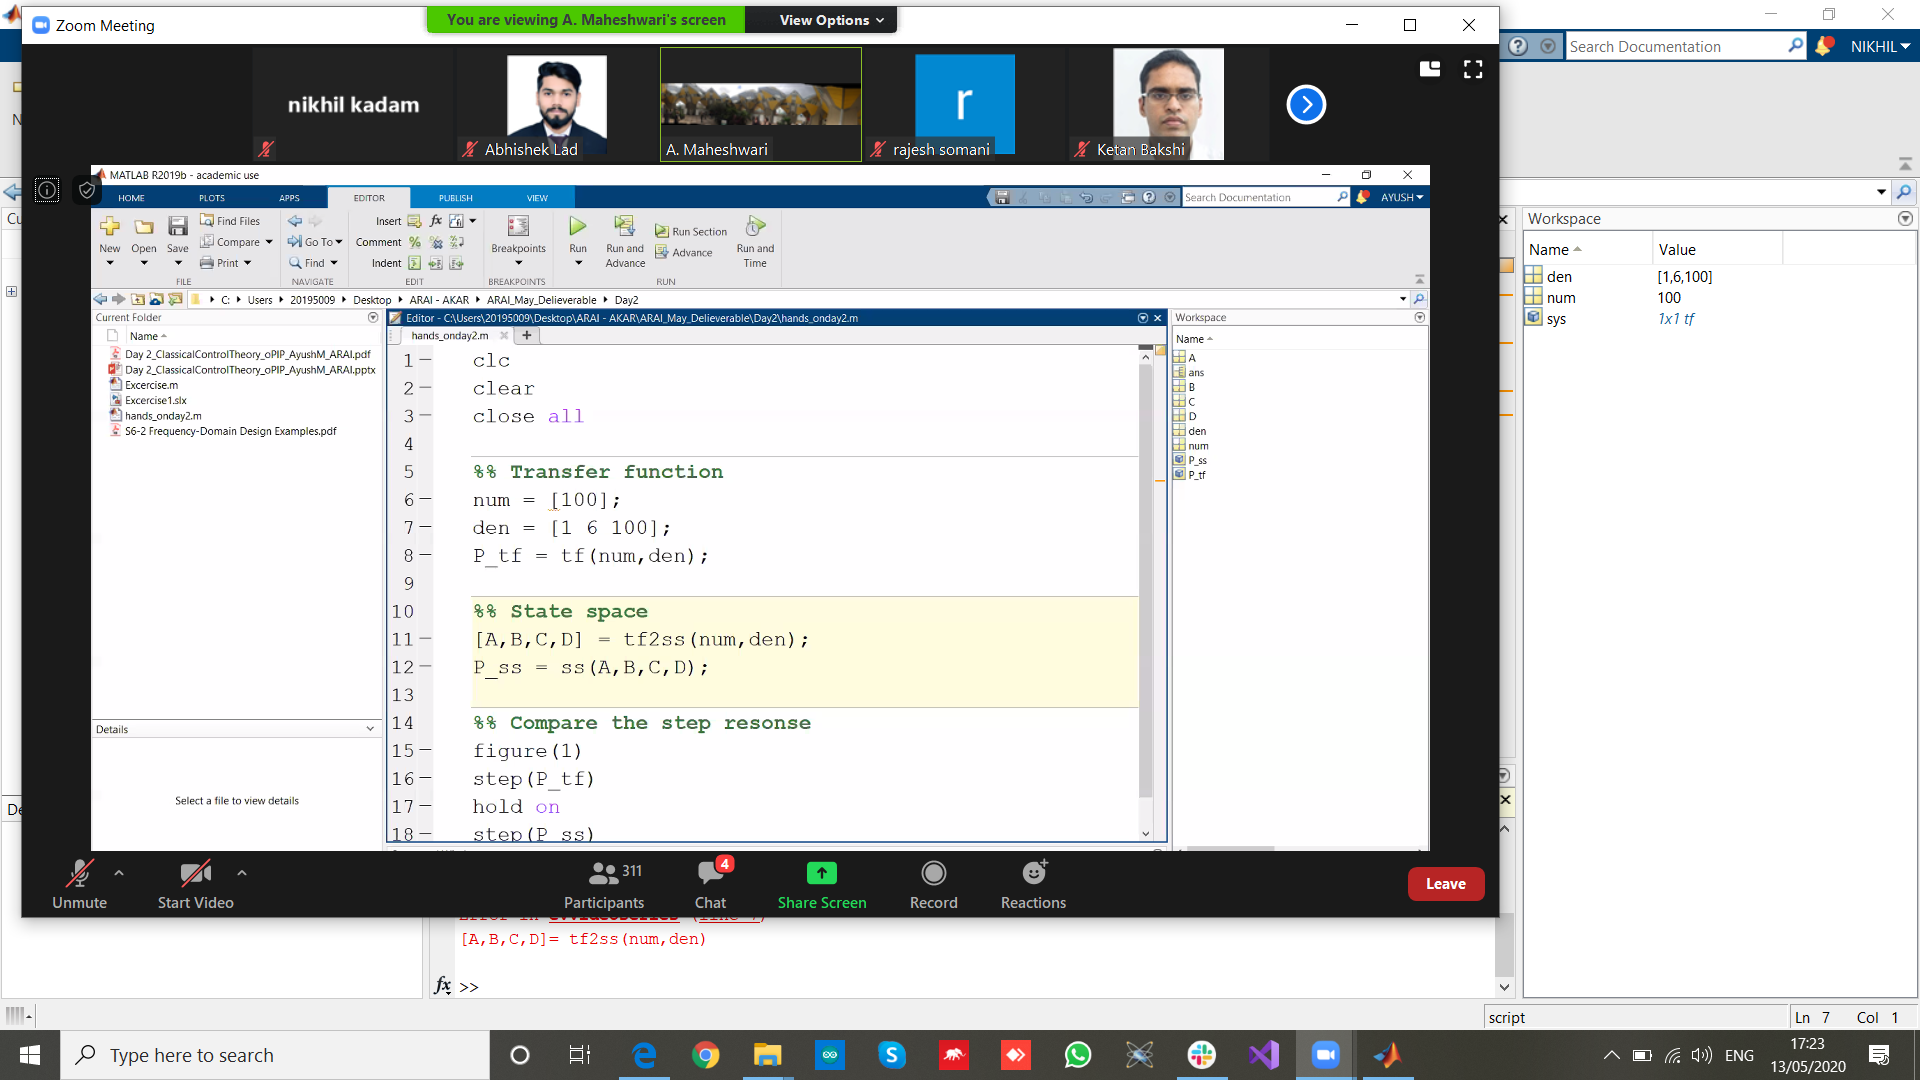 Zoom Meeting
You are viewing A. Maheshwari's screen
View Options
Search Documentation
NIKHIL
nikhil kadam
Abhishek Lad
A. Maheshwari
r
rajesh somani
Ketan Bakshi
MATLAB R2019b - academic use
HOME PLOTS APPS EDITOR PUBLISH VIEW
Search Documentation
AYUSH
New Open Save
Find Files
Compare
Print
FILE
Go To
Find
NAVIGATE
Insert
Comment
Indent
EDIT
Breakpoints
BREAKPOINTS
Run
Run and Advance
Run Section
Advance
Run and Time
RUN
C: Users 20195009 Desktop ARAI - AKAR ARAI_May_Delieverable Day2
Current Folder
Name
Day 2_ClassicalControlTheory_oPIP_AyushM_ARAI.pdf
Day 2_ClassicalControlTheory_oPIP_AyushM_ARAI.pptx
Excercise.m
Excercise1.slx
hands_onday2.m
S6-2 Frequency-Domain Design Examples.pdf
Details
Select a file to view details
Editor - C:\Users\20195009\Desktop\ARAI - AKAR\ARAI_May_Delieverable\Day2\hands_onday2.m
hands_onday2.m
1 clc
2 clear
3 close all
4
5 %% Transfer function
6 num = [100];
7 den = [1 6 100];
8 P_tf = tf(num,den);
9
10 %% State space
11 [A,B,C,D] = tf2ss(num,den);
12 P_ss = ss(A,B,C,D);
13
14 %% Compare the step resonse
15 figure(1)
16 step(P_tf)
17 hold on
18 step(P_ss)
Workspace
Name
A
ans
B
C
D
den
num
P_ss
P_tf
Workspace
Name Value
den [1,6,100]
num 100
sys 1x1 tf
Unmute
Start Video
311
Participants
4
Chat
Share Screen
Record
Reactions
Leave
[A,B,C,D]= tf2ss(num,den)
fx >>
script
Ln 7 Col 1
Type here to search
ENG
17:23
13/05/2020